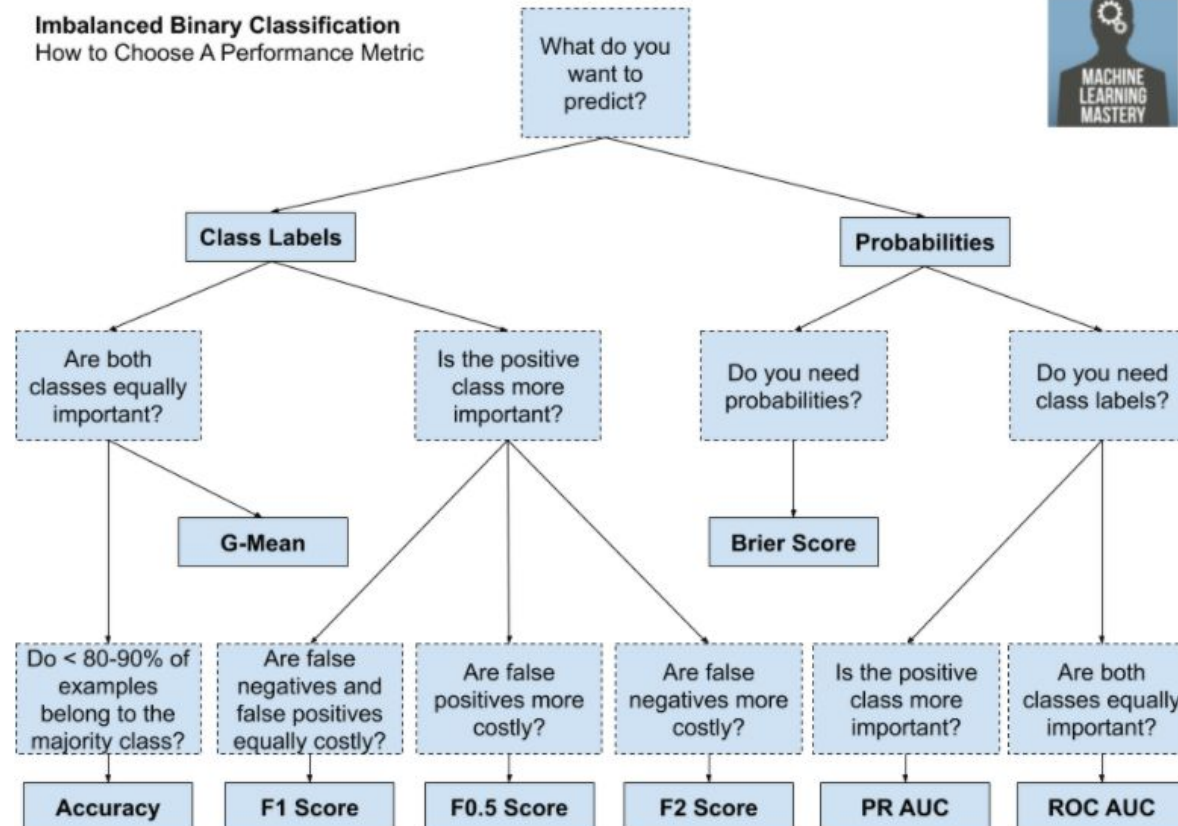 Imbalanced Binary Classification
How to Choose A Performance Metric
What do you
want to
predict?
MACHINE
LEARNING
MASTERY
Class Labels
Probabilities
Are both
classes equally
important?
Is the positive
class more
important?
Do you need
probabilities?
Do you need
class labels?
G-Mean
Brier Score
Do < 80-90% of
examples
belong to the
majority class?
Are false
negatives and
false positives
equally costly?
Are false
positives more
costly?
Are false
negatives more
costly?
Is the positive
class more
important?
Are both
classes equally
important?
Accuracy
F1 Score
F0.5 Score
F2 Score
PR AUC
ROC AUC